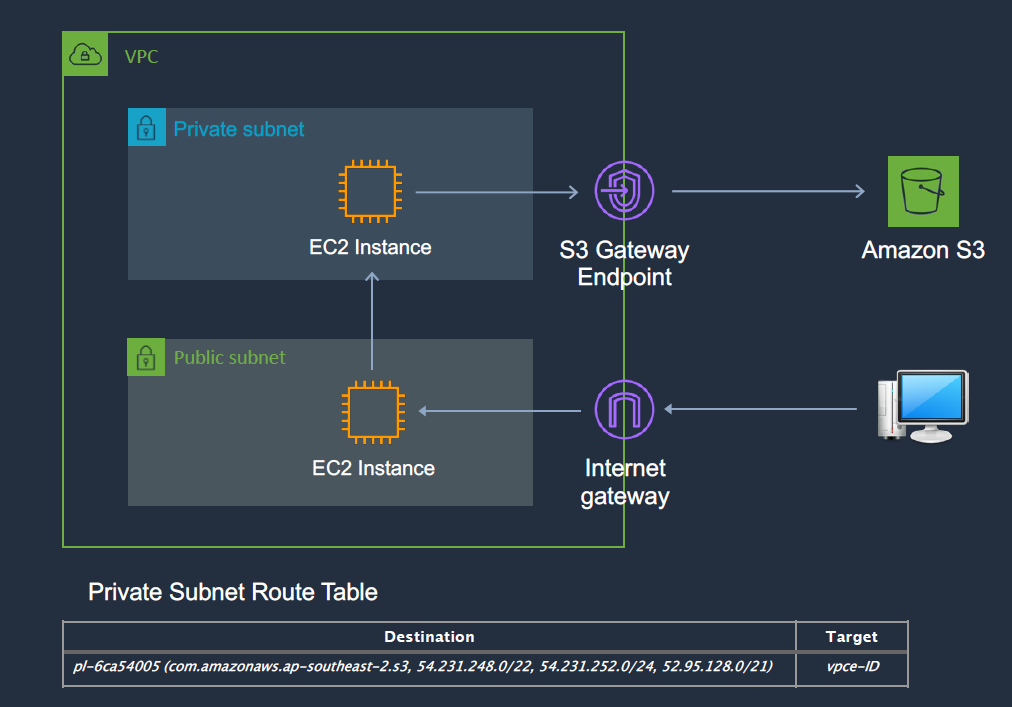 VPC
Private subnet
EC2 Instance
S3 Gateway
Endpoint
Amazon S3
Public subnet
EC2 Instance
Internet
gateway
Private Subnet Route Table
Destination Target
pl-6ca54005 (com.amazonaws.ap-southeast-2.s3, 54.231.248.0/22, 54.231.252.0/24, 52.95.128.0/21) vpce-ID